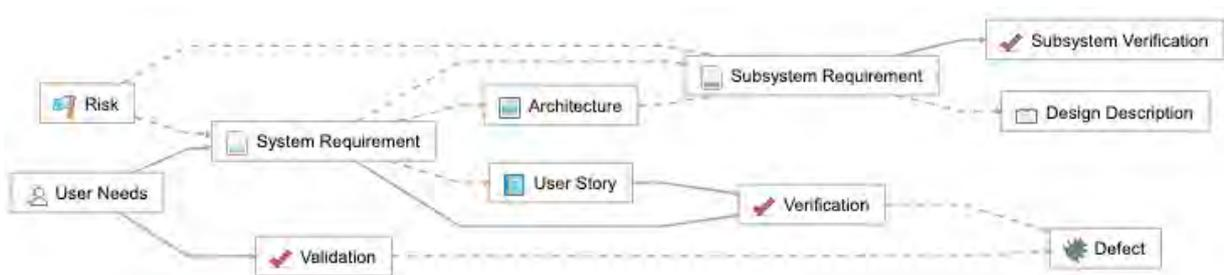 Subsystem Verification
Subsystem Requirement
Risk
Architecture
Design Description
System Requirement
User Needs
User Story
Verification
Validation
Defect